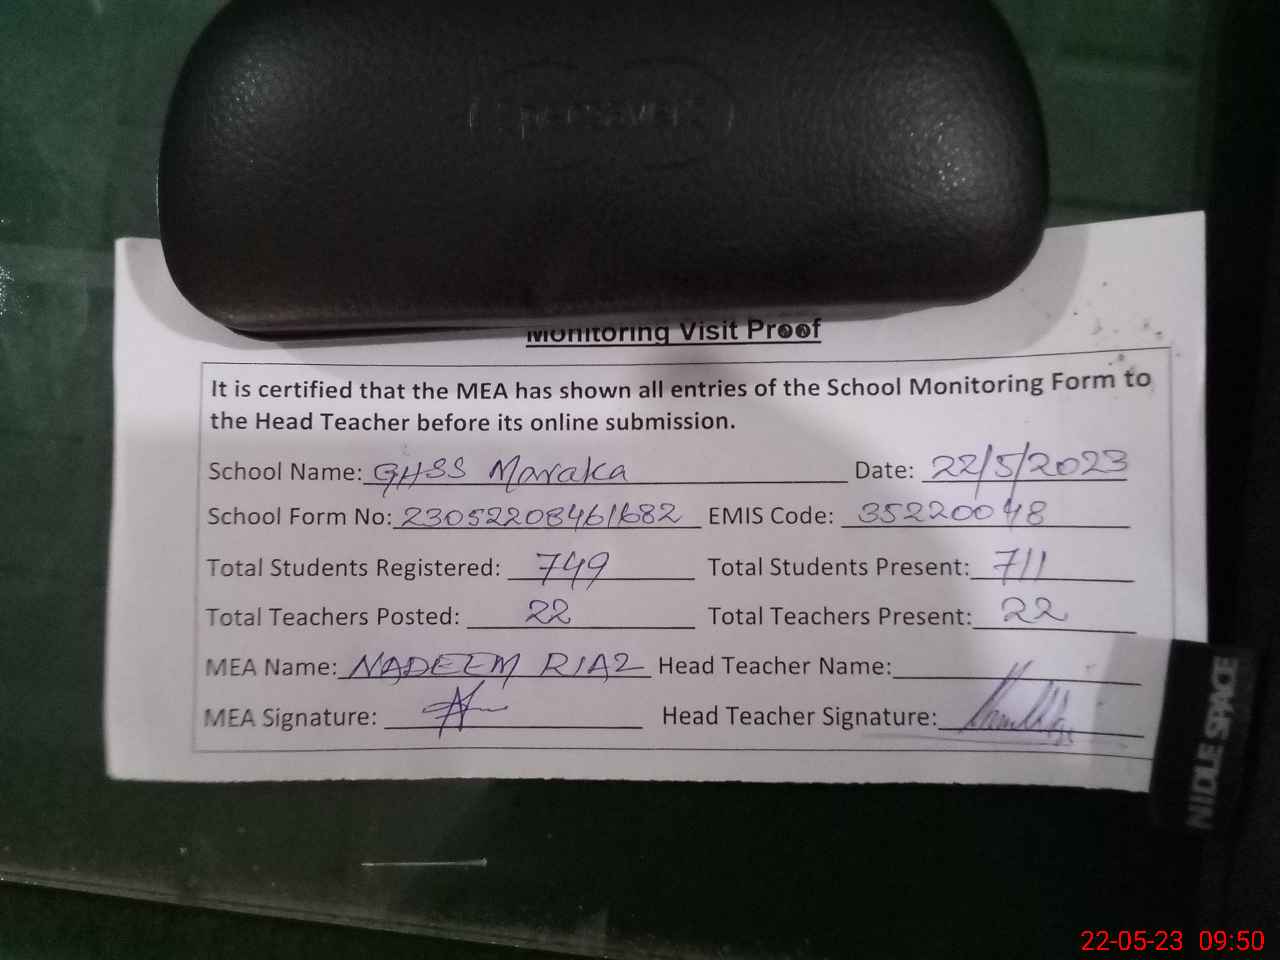 Monitoring Visit Proof
It is certified that the MEA has shown all entries of the School Monitoring Form to
the Head Teacher before its online submission.
School Name: GHSS Maraka Date: 22/5/2023
School Form No: 23052208461682 EMIS Code: 35220048
Total Students Registered: 749 Total Students Present: 711
Total Teachers Posted: 22 Total Teachers Present: 22
MEA Name: NADEEM RIAZ Head Teacher Name:
MEA Signature: Head Teacher Signature:
NIDLE SPACE
22-05-23 09:50